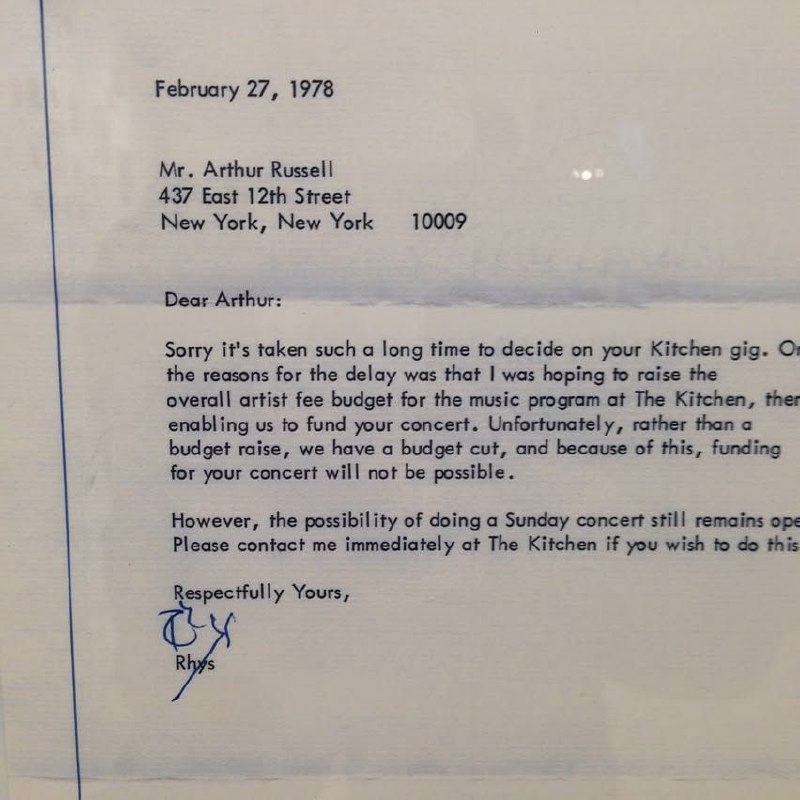 February 27, 1978
Mr. Arthur Russell
437 East 12th Street
New York, New York 10009
Dear Arthur:
Sorry it's taken such a long time to decide on your Kitchen gig. On
the reasons for the delay was that I was hoping to raise the
overall artist fee budget for the music program at The Kitchen, ther
enabling us to fund your concert. Unfortunately, rather than a
budget raise, we have a budget cut, and because of this, funding
for your concert will not be possible.
However, the possibility of doing a Sunday concert still remains ope
Please contact me immediately at The Kitchen if you wish to do this
Respectfully Yours,
Rhys